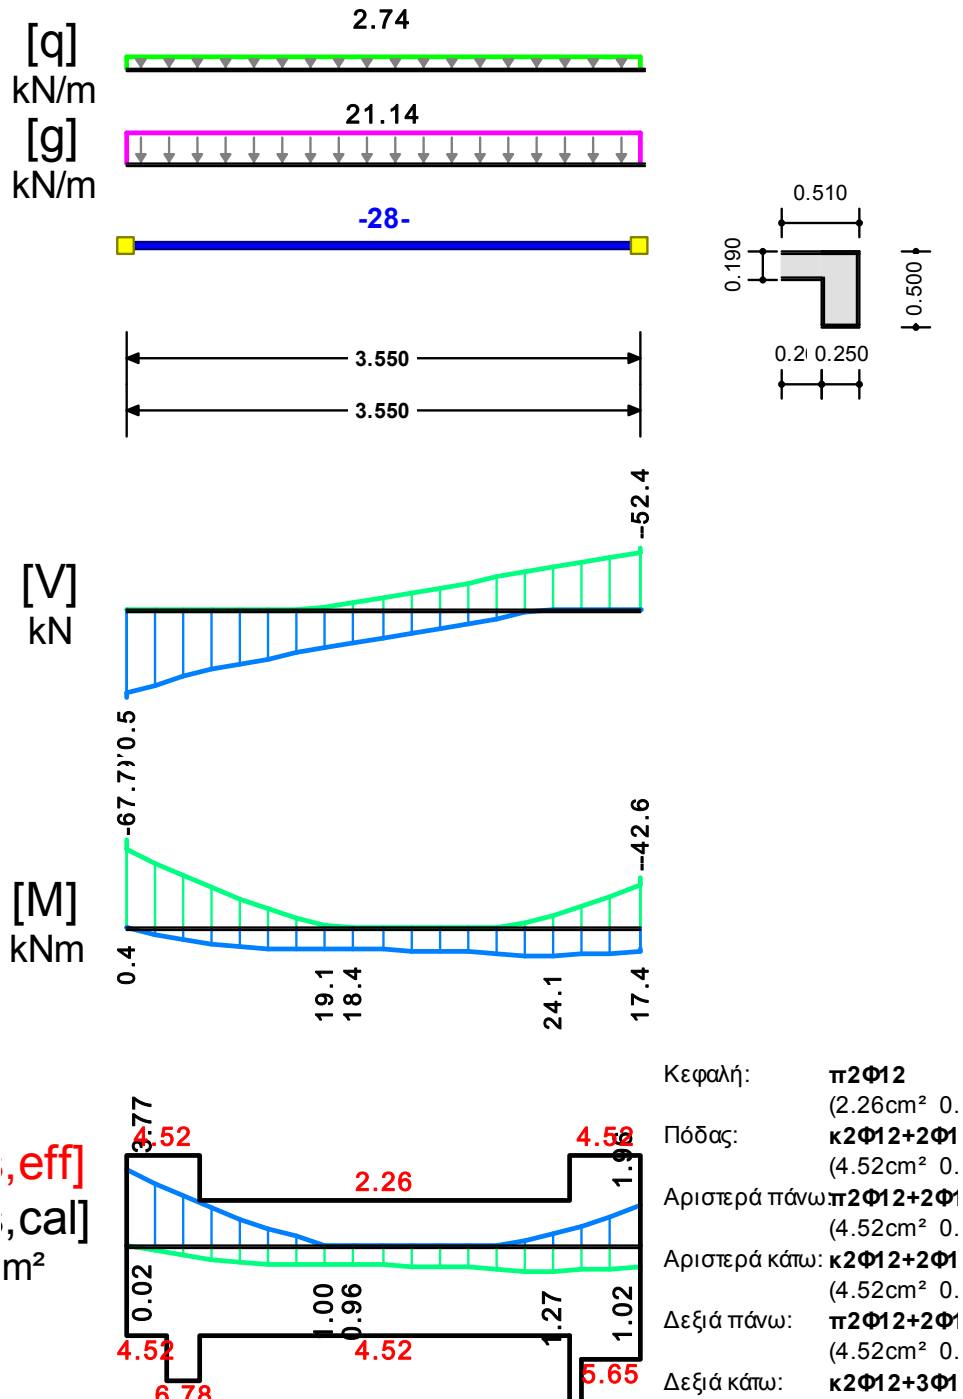 2.74
[q]
kN/m
21.14
[g]
kN/m
-28-
0.510
0.190
0.500
0.250
3.550
3.550
--52.4
[V]
kN
-67.7
--42.6
[M]
kNm
0.4
19.1
18.4
24.1
17.4
Κεφαλή: π2Φ12
(2.26cm² 0.
Πόδας: κ2Φ12+2Φ1
(4.52cm² 0.
Αριστερά πάνω: π2Φ12+2Φ1
(4.52cm² 0.
Αριστερά κάτω: κ2Φ12+2Φ1
(4.52cm² 0.
Δεξιά πάνω: π2Φ12+2Φ1
(4.52cm² 0.
Δεξιά κάτω: κ2Φ12+3Φ1
3.77
4.52
4.52
1.96
,eff]
2.26
,cal]
m²
0.02
1.00
0.96
1.27
1.02
4.52
4.52
5.65
6.78